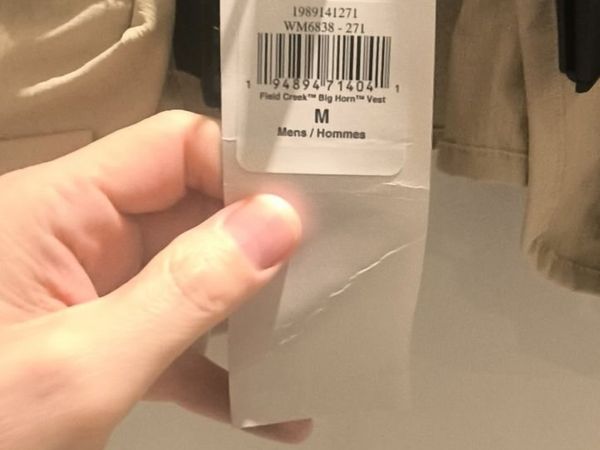 1989141271
WM6838 - 271
1 94894 71404 1
Field Creek™ Big Horn™ Vest
M
Mens / Hommes